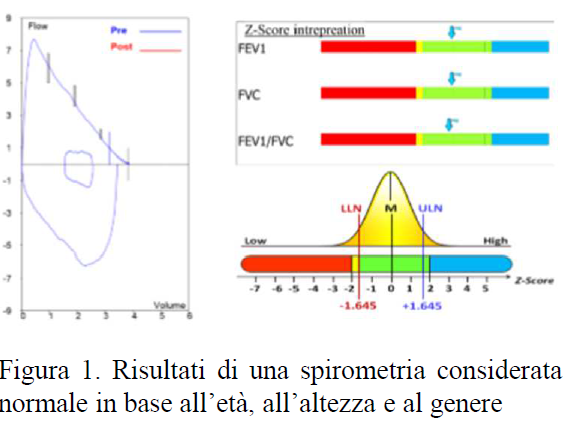 Flow
Pre
Post
9
7
5
3
1
-1
-3
-5
-7
-9
0 2 4 6
Volume
Z-Score intrepreation
FEV1
FVC
FEV1/FVC
LLN M ULN
Low High
-7 -6 -5 -4 -3 -2 -1 0 1 2 3 4 5
Z-Score
-1.645 +1.645
Figura 1. Risultati di una spirometria considerata
normale in base all’età, all’altezza e al genere